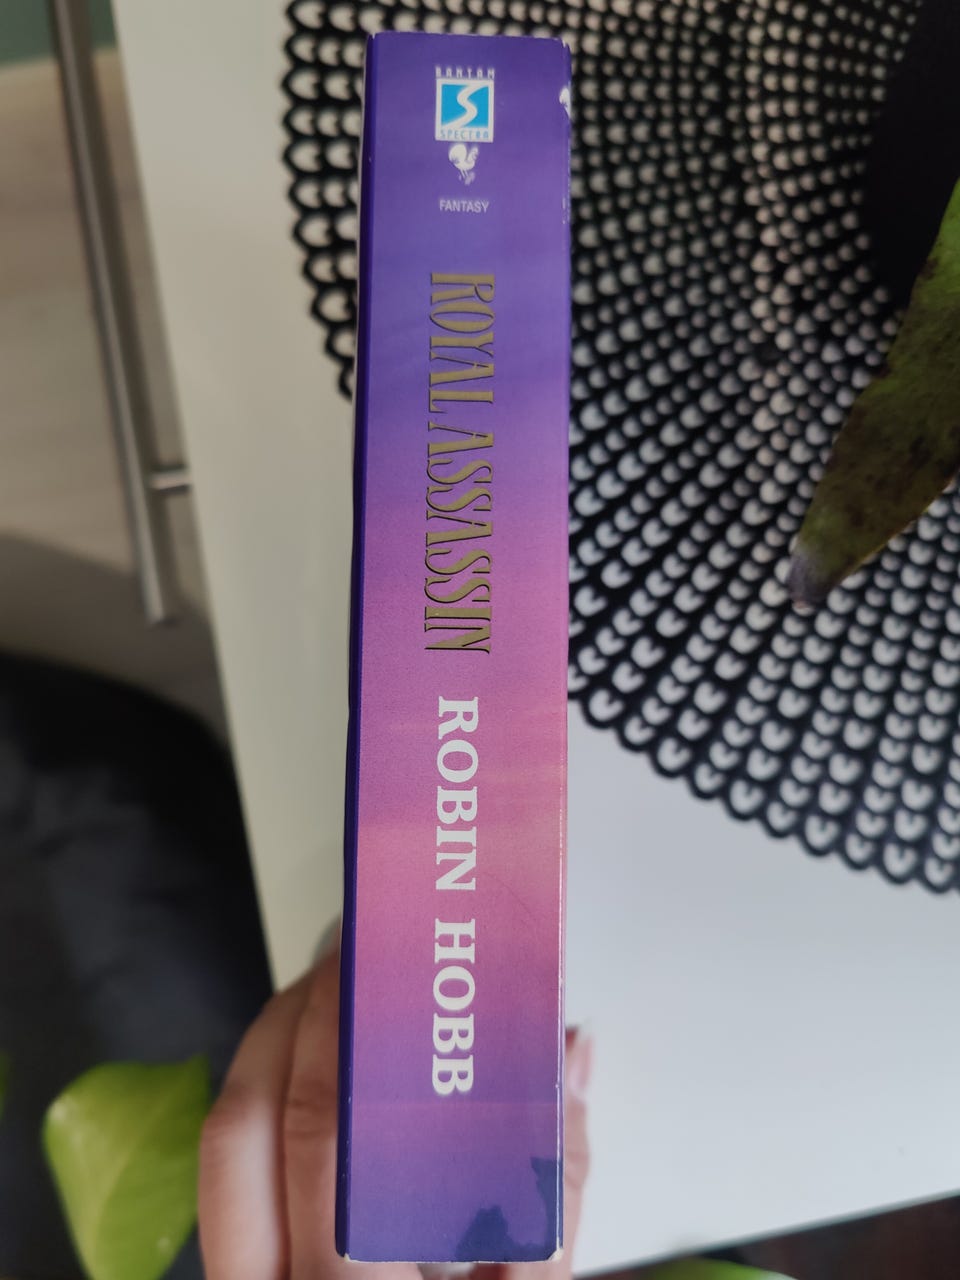 BANTAM
SPECTRA
FANTASY
ROYAL ASSASSIN
ROBIN HOBB